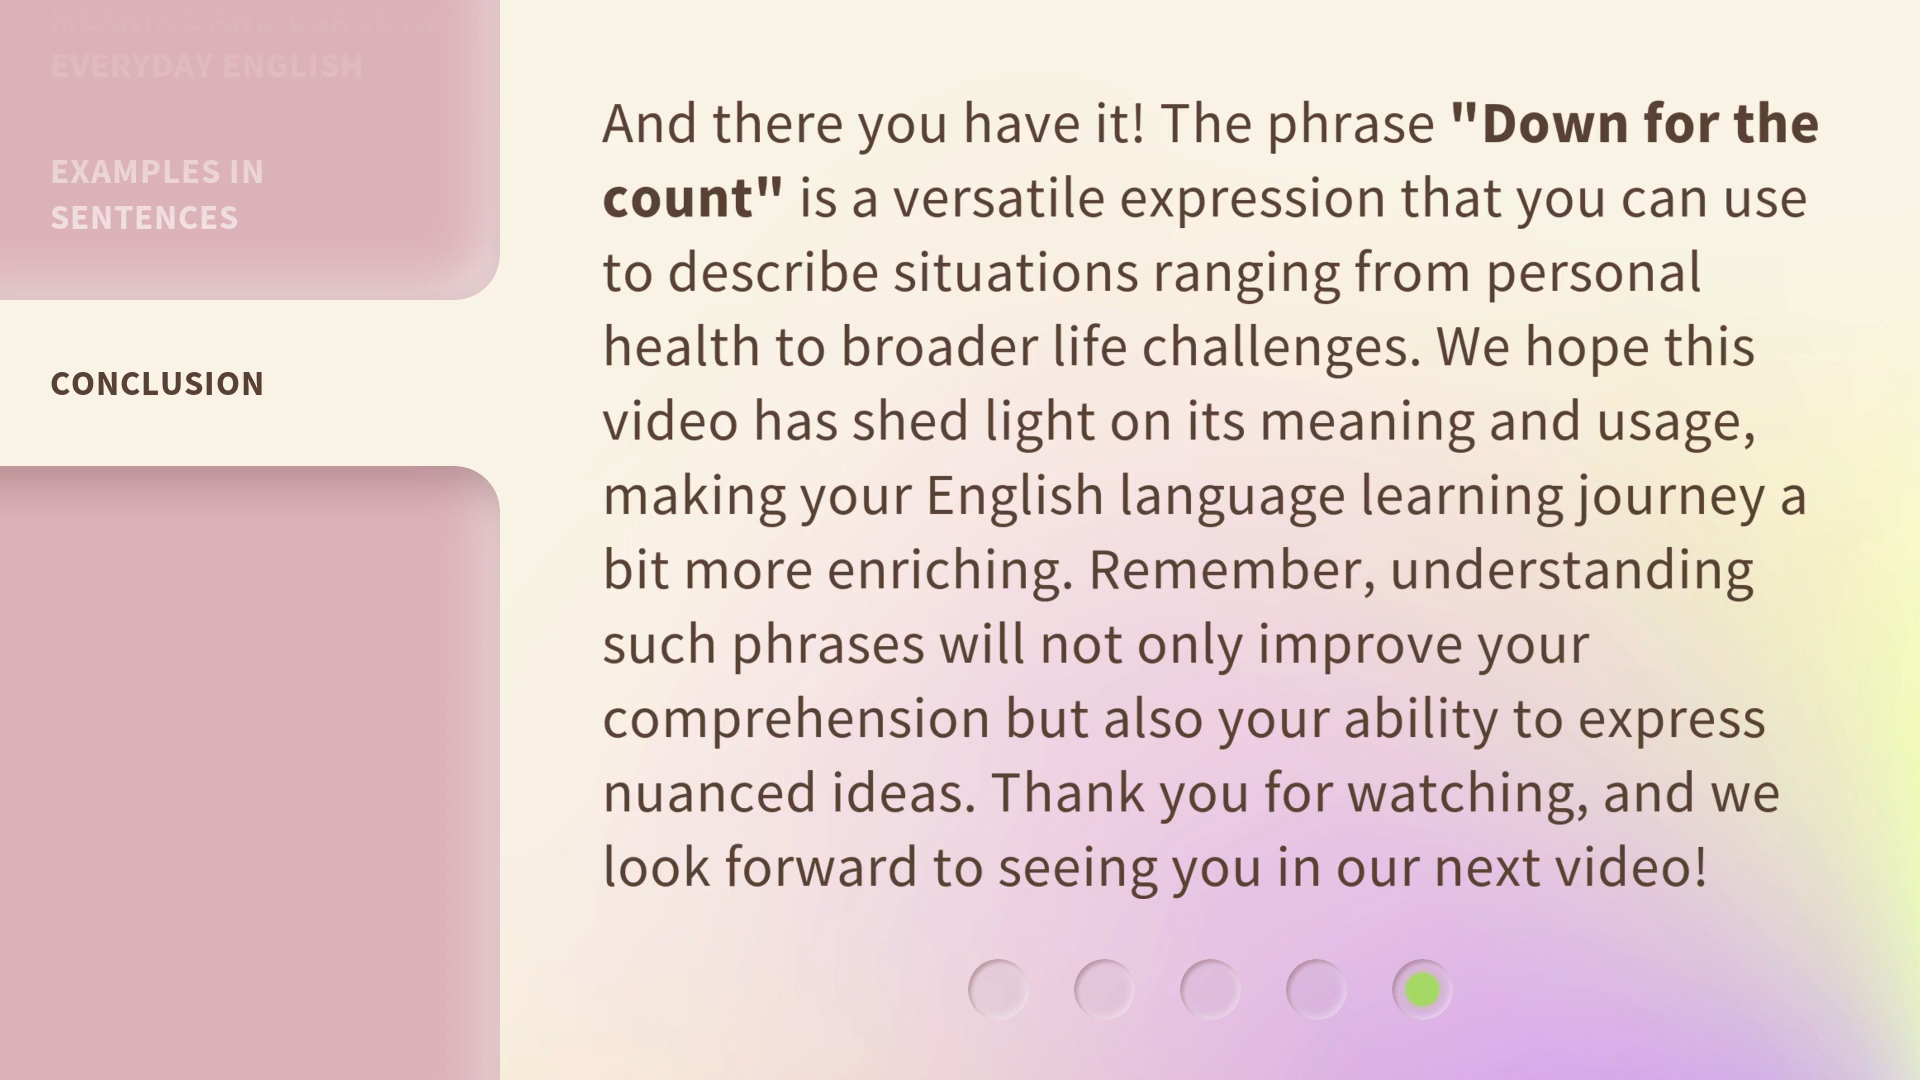 MEANING AND USAGE IN
EVERYDAY ENGLISH
EXAMPLES IN
SENTENCES
CONCLUSION
And there you have it! The phrase "Down for the
count" is a versatile expression that you can use
to describe situations ranging from personal
health to broader life challenges. We hope this
video has shed light on its meaning and usage,
making your English language learning journey a
bit more enriching. Remember, understanding
such phrases will not only improve your
comprehension but also your ability to express
nuanced ideas. Thank you for watching, and we
look forward to seeing you in our next video!